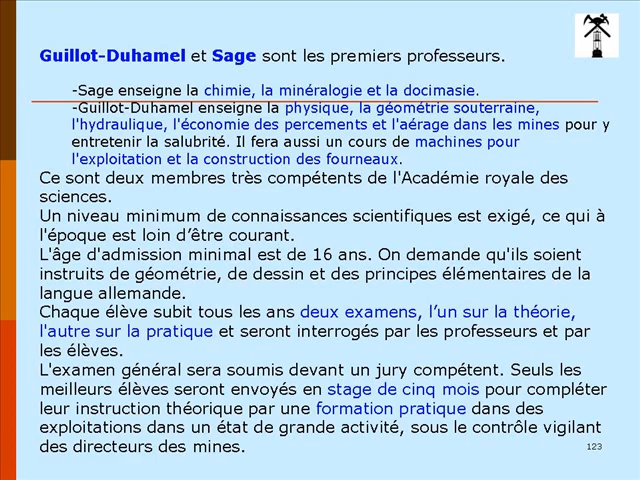 Guillot-Duhamel et Sage sont les premiers professeurs.
-Sage enseigne la chimie, la minéralogie et la docimasie.
-Guillot-Duhamel enseigne la physique, la géométrie souterraine,
l'hydraulique, l'économie des percements et l'aérage dans les mines pour y
entretenir la salubrité. Il fera aussi un cours de machines pour
l'exploitation et la construction des fourneaux.
Ce sont deux membres très compétents de l'Académie royale des
sciences.
Un niveau minimum de connaissances scientifiques est exigé, ce qui à
l'époque est loin d’être courant.
L'âge d'admission minimal est de 16 ans. On demande qu'ils soient
instruits de géométrie, de dessin et des principes élémentaires de la
langue allemande.
Chaque élève subit tous les ans deux examens, l’un sur la théorie,
l'autre sur la pratique et seront interrogés par les professeurs et par
les élèves.
L'examen général sera soumis devant un jury compétent. Seuls les
meilleurs élèves seront envoyés en stage de cinq mois pour compléter
leur instruction théorique par une formation pratique dans des
exploitations dans un état de grande activité, sous le contrôle vigilant
des directeurs des mines.
123